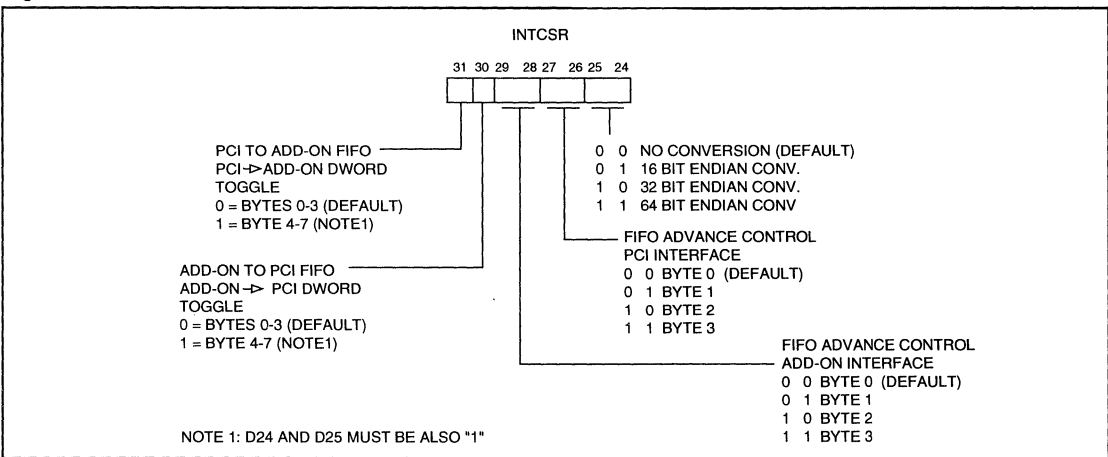 INTCSR
31 30 29 28 27 26 25 24
PCI TO ADD-ON FIFO
PCI->ADD-ON DWORD
TOGGLE
0 = BYTES 0-3 (DEFAULT)
1 = BYTE 4-7 (NOTE1)
0 0 NO CONVERSION (DEFAULT)
0 1 16 BIT ENDIAN CONV.
1 0 32 BIT ENDIAN CONV.
1 1 64 BIT ENDIAN CONV
FIFO ADVANCE CONTROL
PCI INTERFACE
0 0 BYTE 0 (DEFAULT)
0 1 BYTE 1
1 0 BYTE 2
1 1 BYTE 3
ADD-ON TO PCI FIFO
ADD-ON -> PCI DWORD
TOGGLE
0 = BYTES 0-3 (DEFAULT)
1 = BYTE 4-7 (NOTE1)
FIFO ADVANCE CONTROL
ADD-ON INTERFACE
0 0 BYTE 0 (DEFAULT)
0 1 BYTE 1
1 0 BYTE 2
1 1 BYTE 3
NOTE 1: D24 AND D25 MUST BE ALSO "1"